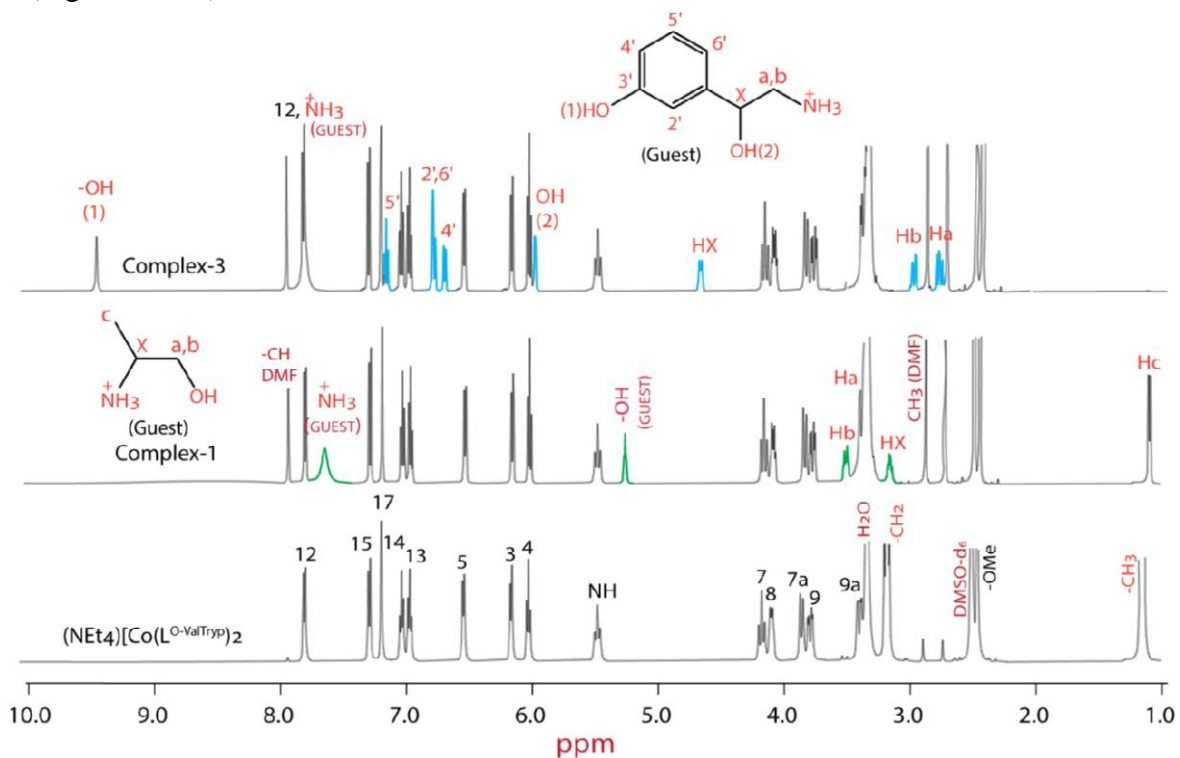 5'
4'
6'
3'
a,b
X
+
NH3
(1)HO
2'
(Guest)
OH(2)
12, +
NH3
(GUEST)
-OH
(1)
5'
2',6'
4'
OH
(2)
HX
Hb
Ha
Complex-3
c
X
a,b
+
NH3
OH
(Guest)
Complex-1
-CH
DMF
+
NH3
(GUEST)
-OH
(GUEST)
Hb
Ha
HX
CH3 (DMF)
Hc
12
15
17
14
13
5
3
4
NH
7
8
7a
9
9a
H2O
-CH2
DMSO-d6
-OMe
-CH3
(NEt4)[Co(LO-ValTryp)2
10.0 9.0 8.0 7.0 6.0 5.0 4.0 3.0 2.0 1.0
ppm